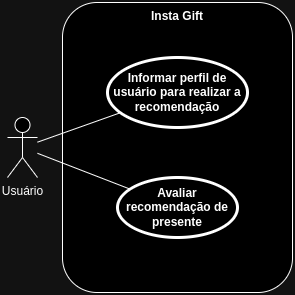 Insta Gift
Informar perfil de
usuário para realizar a
recomendação
Usuário
Avaliar
recomendação de
presente